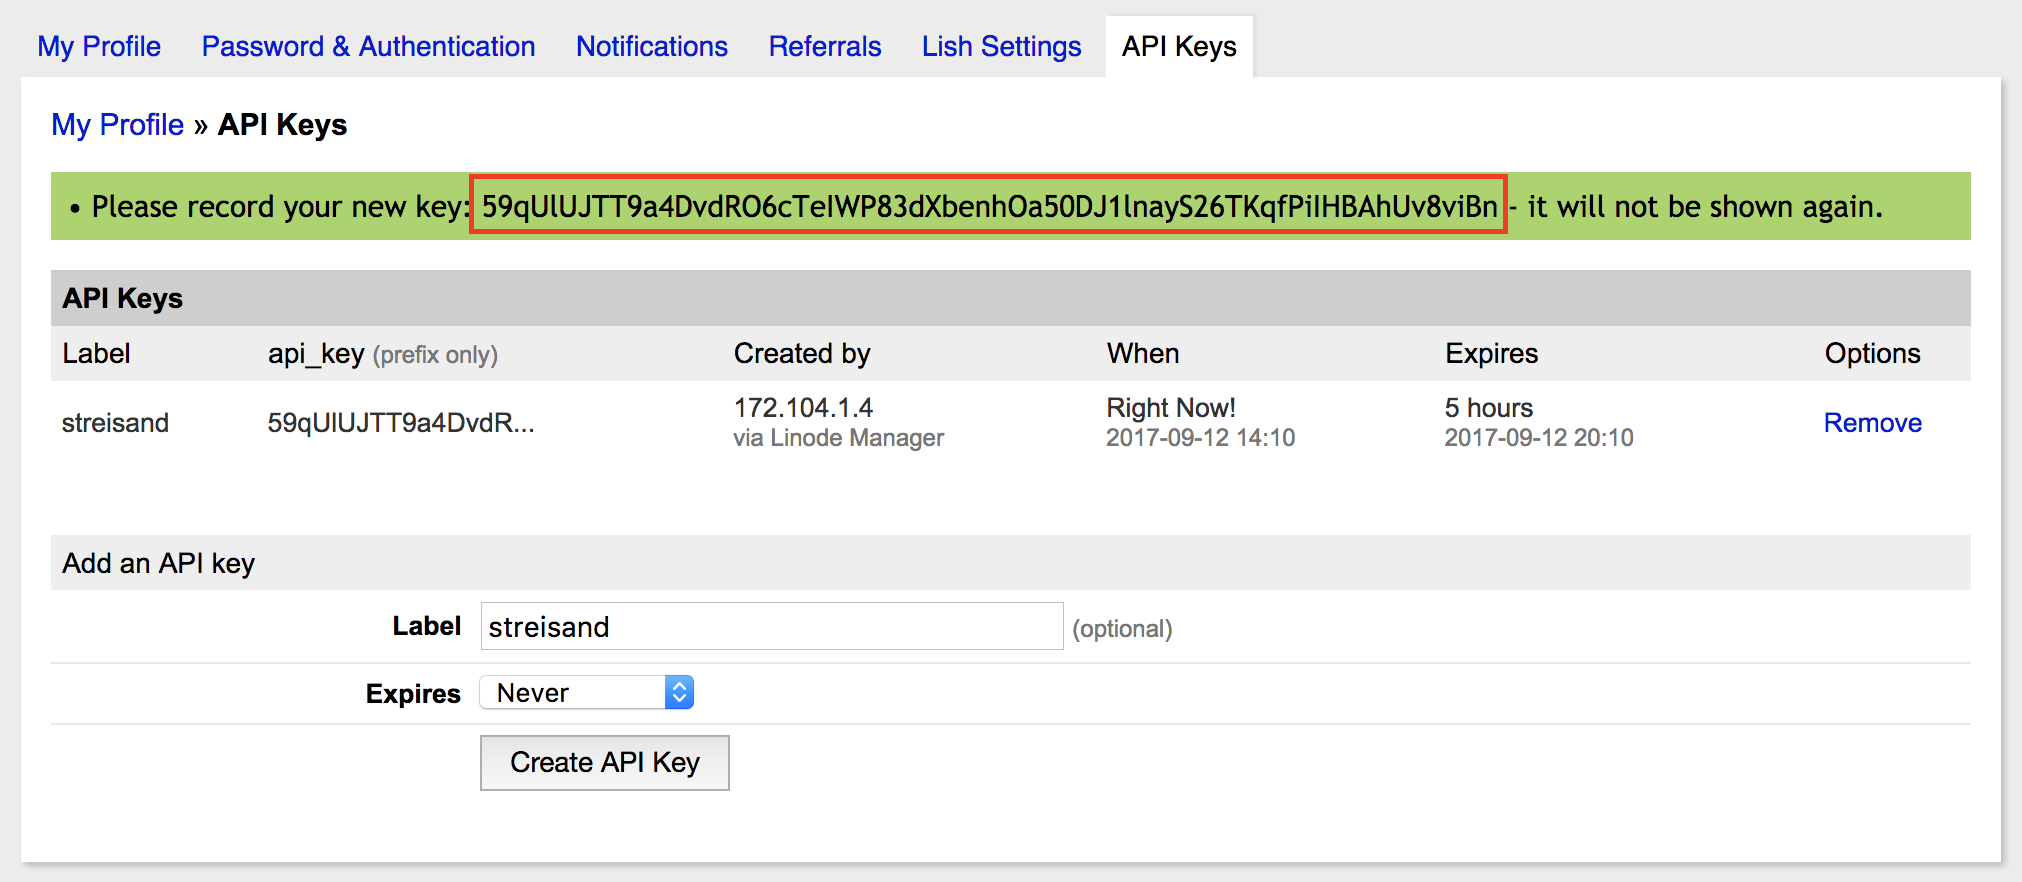 My Profile Password & Authentication Notifications Referrals Lish Settings API Keys
My Profile » API Keys
• Please record your new key: 59qUlUJTT9a4DvdRO6cTeIWP83dXbenhOa50DJ1lnayS26TKqfPiIHBAhUv8viBn - it will not be shown again.
API Keys
Label api_key (prefix only) Created by When Expires Options
streisand 59qUlUJTT9a4DvdR... 172.104.1.4 Right Now! 5 hours Remove
via Linode Manager 2017-09-12 14:10 2017-09-12 20:10
Add an API key
Label streisand (optional)
Expires Never
Create API Key